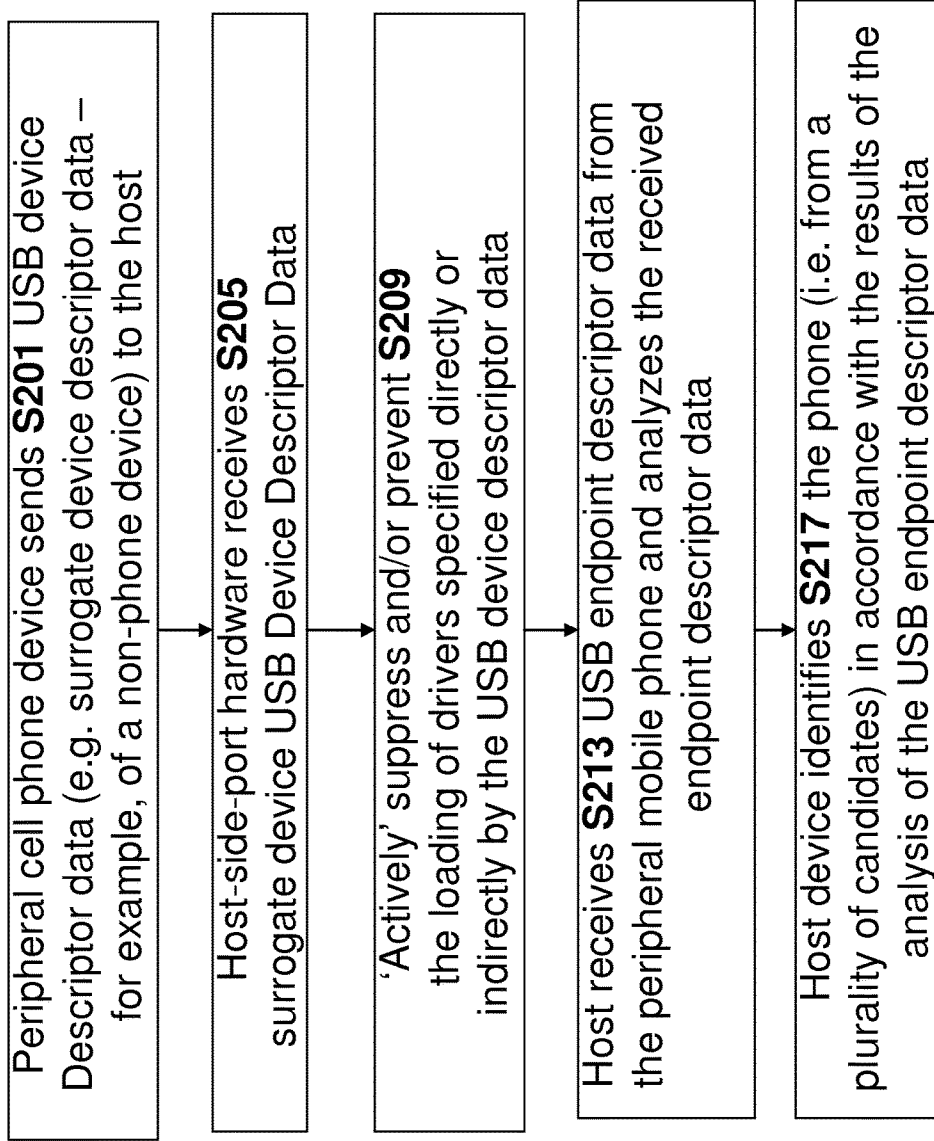 Peripheral cell phone device sends S201 USB device
Descriptor data (e.g. surrogate device descriptor data –
for example, of a non-phone device) to the host
Host-side-port hardware receives S205
surrogate device USB Device Descriptor Data
‘Actively’ suppress and/or prevent S209
the loading of drivers specified directly or
indirectly by the USB device descriptor data
Host receives S213 USB endpoint descriptor data from
the peripheral mobile phone and analyzes the received
endpoint descriptor data
Host device identifies S217 the phone (i.e. from a
plurality of candidates) in accordance with the results of the
analysis of the USB endpoint descriptor data